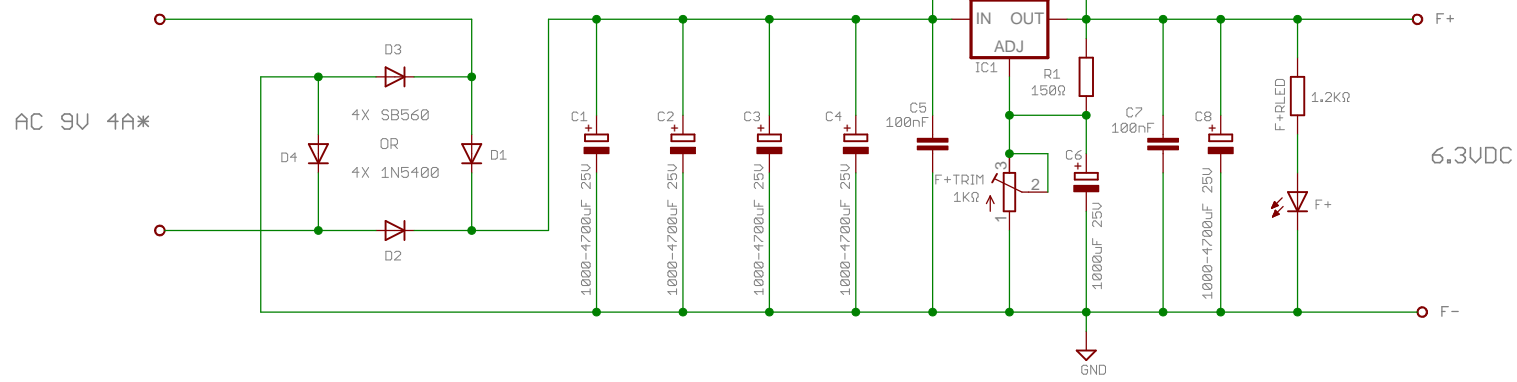 F+
IN OUT
ADJ
IC1
D3
R1
150Ω
AC 9V 4A*
4X SB560
OR
4X 1N5400
D4
D1
D2
C1
+
1000-4700uF 25V
C2
+
1000-4700uF 25V
C3
+
1000-4700uF 25V
C4
+
1000-4700uF 25V
C5
100nF
F+TRIM
1KΩ
3
2
1
C6
+
1000uF 25V
C7
100nF
C8
+
1000-4700uF 25V
F+RLED
1.2KΩ
F+
6.3VDC
F-
GND